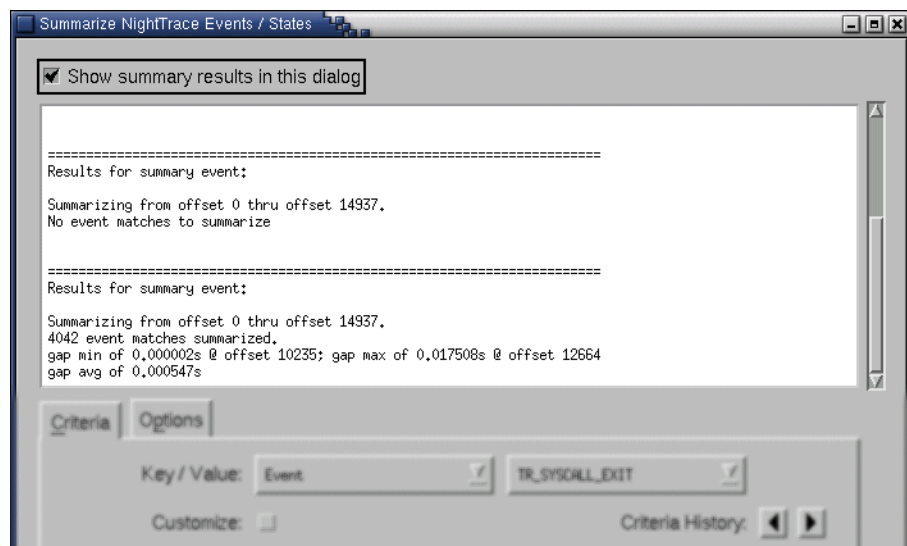 Summarize NightTrace Events / States
Show summary results in this dialog
========================================================================
Results for summary event:
Summarizing from offset 0 thru offset 14937.
No event matches to summarize
========================================================================
Results for summary event:
Summarizing from offset 0 thru offset 14937.
4042 event matches summarized.
gap min of 0.000002s @ offset 10235; gap max of 0.017508s @ offset 12664
gap avg of 0.000547s
Criteria Options
Key / Value: Event TR_SYSCALL_EXIT
Customize: Criteria History: